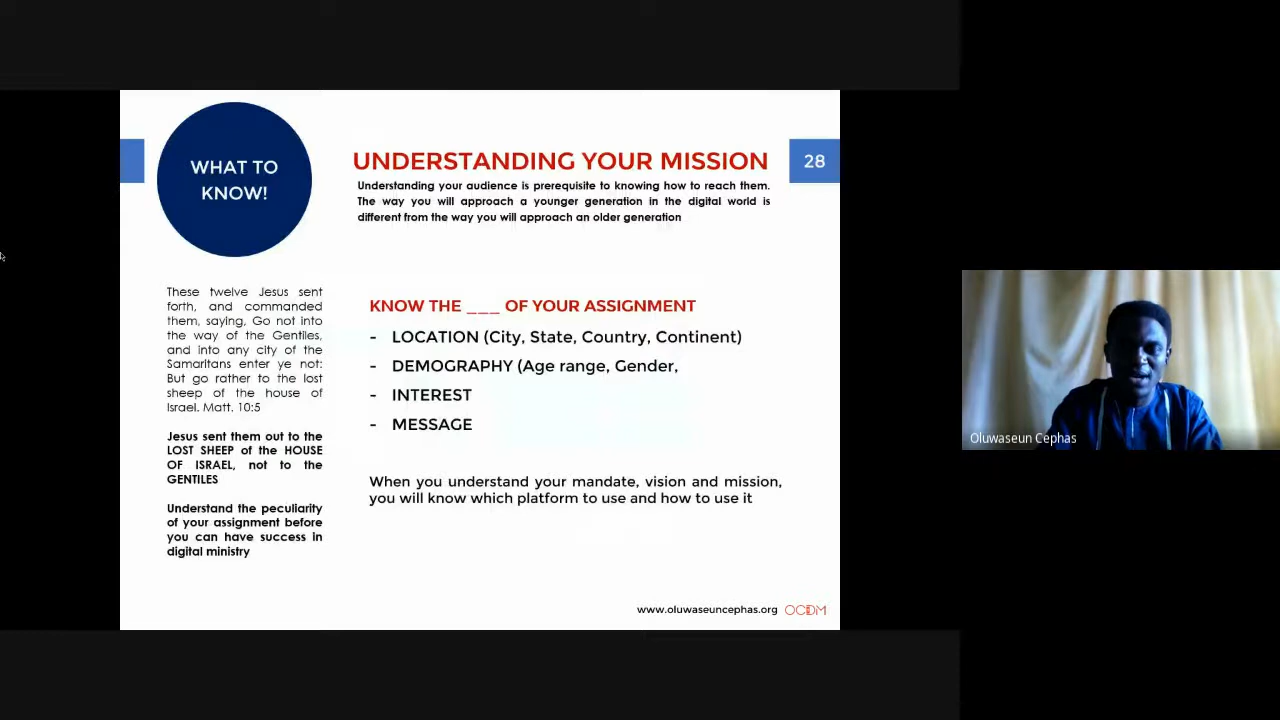 WHAT TO
KNOW!
UNDERSTANDING YOUR MISSION
28
Understanding your audience is prerequisite to knowing how to reach them.
The way you will approach a younger generation in the digital world is
different from the way you will approach an older generation
These twelve Jesus sent
forth, and commanded
them, saying, Go not into
the way of the Gentiles,
and into any city of the
Samaritans enter ye not:
But go rather to the lost
sheep of the house of
Israel. Matt. 10:5
Jesus sent them out to the
LOST SHEEP of the HOUSE
OF ISRAEL, not to the
GENTILES
Understand the peculiarity
of your assignment before
you can have success in
digital ministry
KNOW THE ___ OF YOUR ASSIGNMENT
- LOCATION (City, State, Country, Continent)
- DEMOGRAPHY (Age range, Gender,
- INTEREST
- MESSAGE
When you understand your mandate, vision and mission,
you will know which platform to use and how to use it
www.oluwaseuncephas.org OCDM
Oluwaseun Cephas